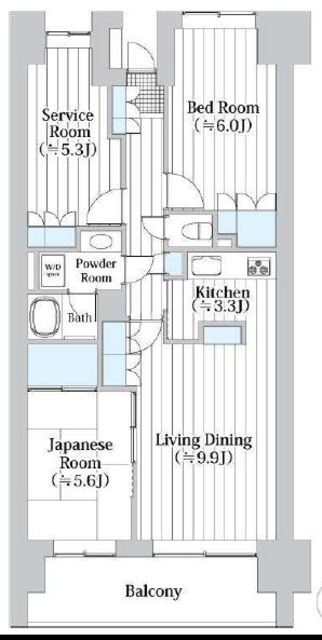 Service
Room
(≒5.3J)
Bed Room
(≒6.0J)
W/D
space
Powder
Room
Bath
Kitchen
(≒3.3J)
Japanese
Room
(≒5.6J)
Living Dining
(≒9.9J)
Balcony